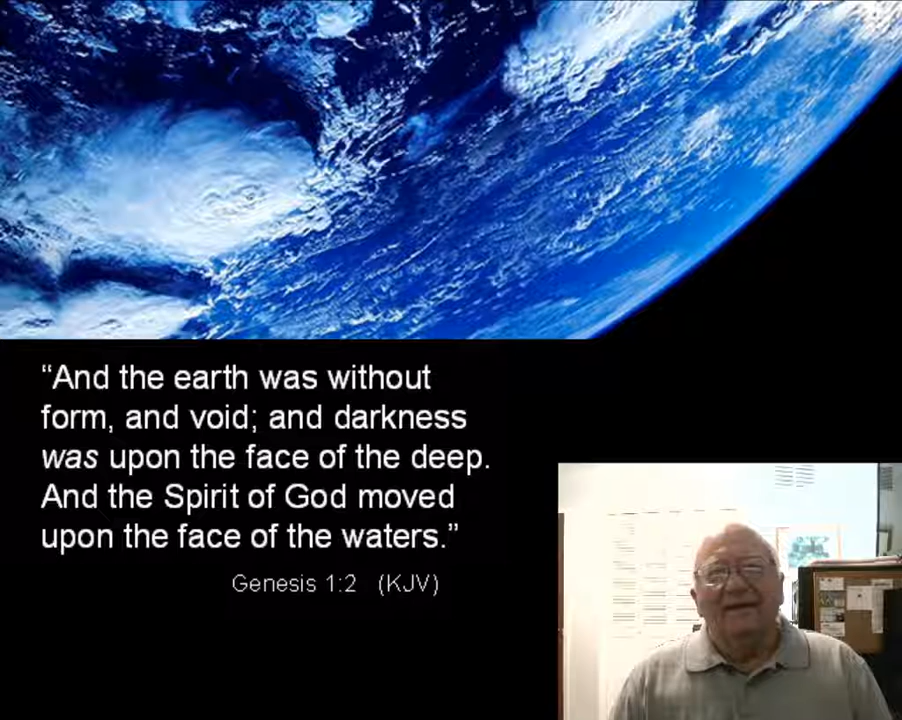 “And the earth was without
form, and void; and darkness
was upon the face of the deep.
And the Spirit of God moved
upon the face of the waters.”
Genesis 1:2 (KJV)